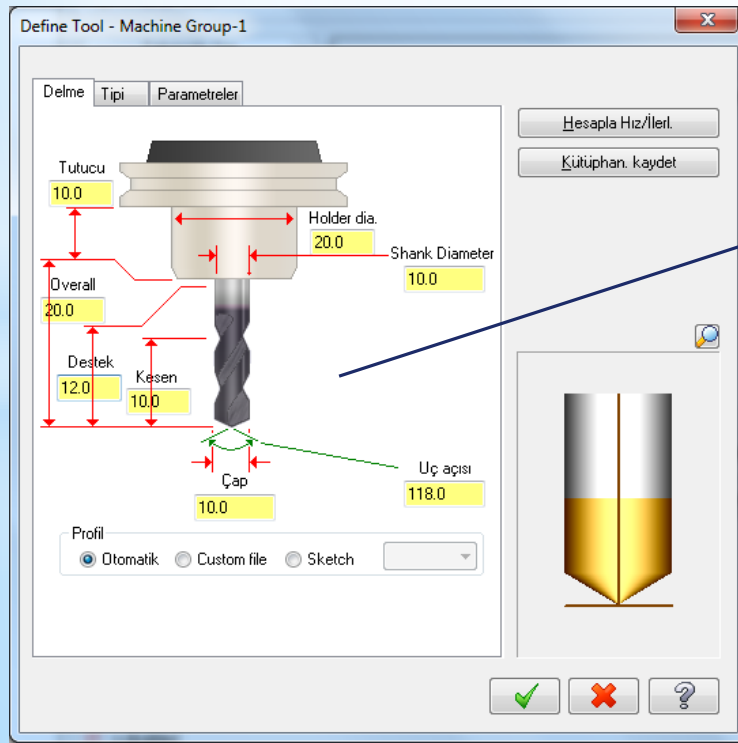 Define Tool - Machine Group-1
Delme Tipi Parametreler
Hesapla Hız/İlerl.
Kütüphan. kaydet
Tutucu
10.0
Holder dia.
20.0
Shank Diameter
10.0
Overall
20.0
Destek
12.0
Kesen
10.0
Çap
10.0
Uç açısı
118.0
Profil
Otomatik Custom file Sketch